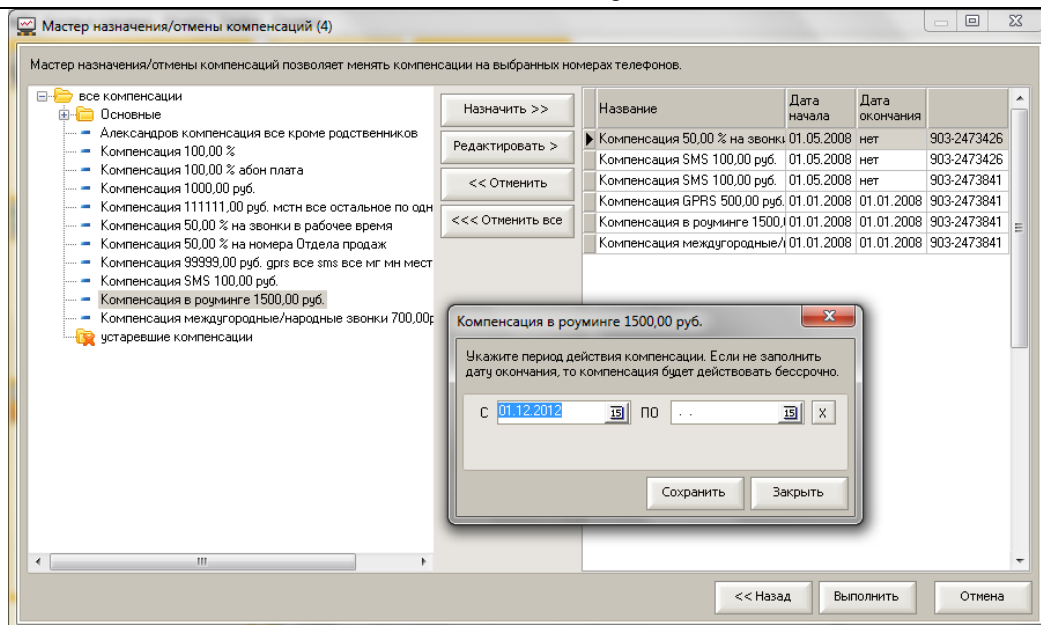 Мастер назначения/отмены компенсаций (4)
Мастер назначения/отмены компенсаций позволяет менять компенсации на выбранных номерах телефонов.
все компенсации
Основные
Александров компенсация все кроме родственников
Компенсация 100,00 %
Компенсация 100,00 % абон плата
Компенсация 1000,00 руб.
Компенсация 111111,00 руб. мстн все остальное по одн
Компенсация 50,00 % на звонки в рабочее время
Компенсация 50,00 % на номера Отдела продаж
Компенсация 99999,00 руб. gprs все sms все мг мн мест
Компенсация SMS 100,00 руб.
Компенсация в роуминге 1500,00 руб.
Компенсация междугородные/народные звонки 700,00р
устаревшие компенсации
Назначить >>
Редактировать >
<< Отменить
<<< Отменить все
Название Дата начала Дата окончания
Компенсация 50,00 % на звонки 01.05.2008 нет 903-2473426
Компенсация SMS 100,00 руб. 01.05.2008 нет 903-2473426
Компенсация SMS 100,00 руб. 01.05.2008 нет 903-2473841
Компенсация GPRS 500,00 руб. 01.01.2008 01.01.2008 903-2473841
Компенсация в роуминге 1500,0 01.01.2008 01.01.2008 903-2473841
Компенсация междугородные/ 01.01.2008 01.01.2008 903-2473841
Компенсация в роуминге 1500,00 руб.
Укажите период действия компенсации. Если не заполнить
дату окончания, то компенсация будет действовать бессрочно.
С 01.12.2012 15 ПО . . 15 X
Сохранить Закрыть
<< Назад Выполнить Отмена